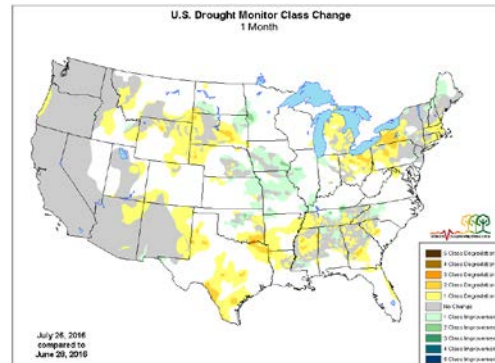 U.S. Drought Monitor Class Change
1 Month
5 Class Degradation
4 Class Degradation
3 Class Degradation
2 Class Degradation
1 Class Degradation
No Change
1 Class Improvement
2 Class Improvement
3 Class Improvement
4 Class Improvement
5 Class Improvement
July 26, 2016
compared to
June 28, 2016